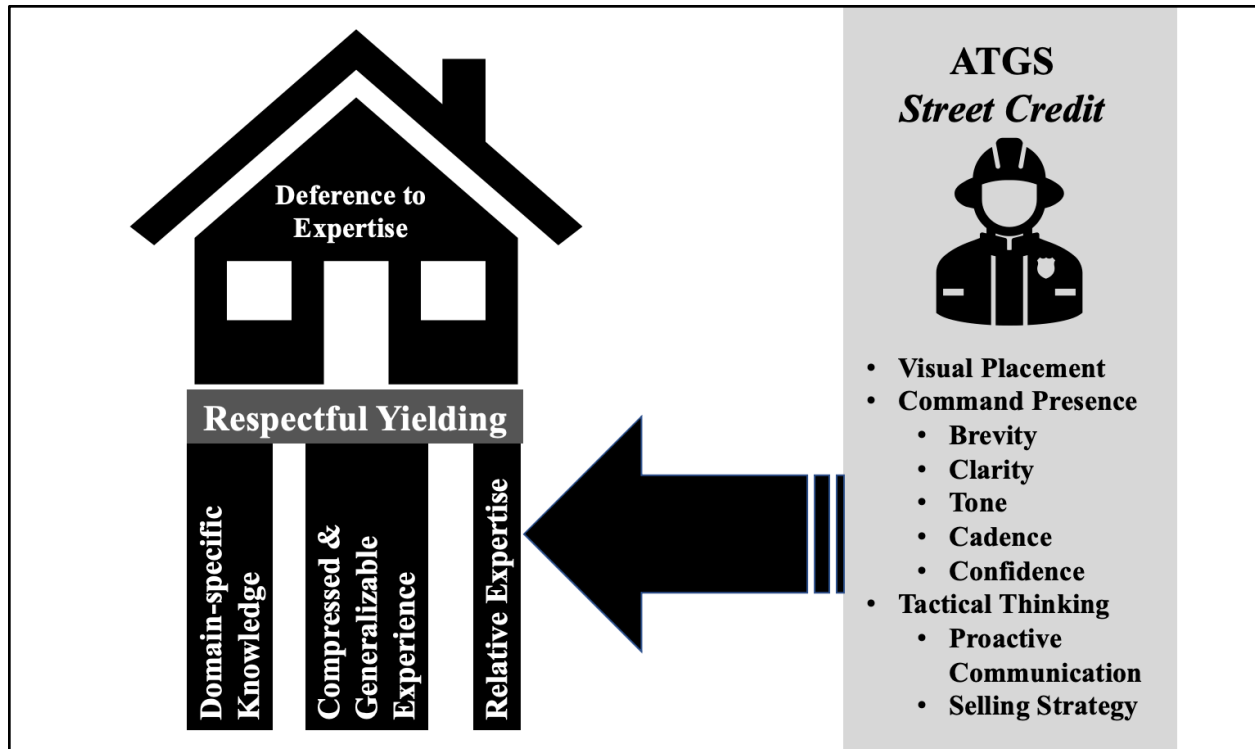 Deference to
Expertise
Respectful Yielding
Domain-specific
Knowledge
Compressed &
Generalizable
Experience
Relative Expertise
ATGS
Street Credit
• Visual Placement
• Command Presence
• Brevity
• Clarity
• Tone
• Cadence
• Confidence
• Tactical Thinking
• Proactive
Communication
• Selling Strategy